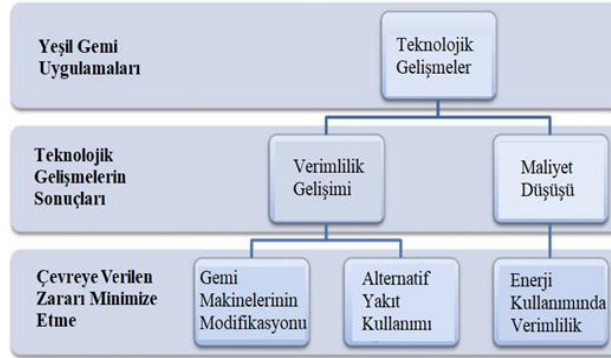 Yeşil Gemi
Uygulamaları
Teknolojik
Gelişmeler
Teknolojik
Gelişmelerin
Sonuçları
Verimlilik
Gelişimi
Maliyet
Düşüşü
Çevreye Verilen
Zararı Minimize
Etme
Gemi
Makinelerinin
Modifikasyonu
Alternatif
Yakıt
Kullanımı
Enerji
Kullanımında
Verimlilik